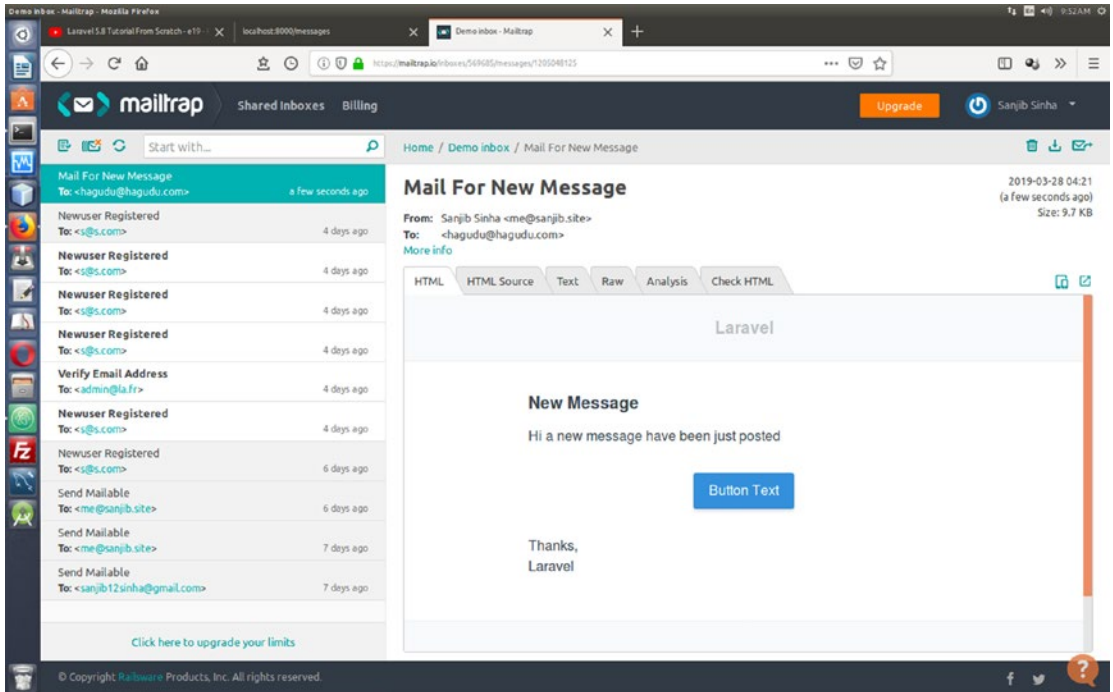 Demo inbox - Mailtrap - Mozilla Firefox
En
9:52AM
Laravel 5.8 Tutorial From Scratch - e19 -
localhost:8000/messages
Demo inbox - Mailtrap
https://mailtrap.io/inboxes/569685/messages/1205048125
mailtrap
Shared Inboxes
Billing
Upgrade
Sanjib Sinha
Start with...
Home / Demo inbox / Mail For New Message
Mail For New Message
To: <hagudu@hagudu.com>
a few seconds ago
Newuser Registered
To: <s@s.com>
4 days ago
Newuser Registered
To: <s@s.com>
4 days ago
Newuser Registered
To: <s@s.com>
4 days ago
Newuser Registered
To: <s@s.com>
4 days ago
Verify Email Address
To: <admin@la.fr>
4 days ago
Newuser Registered
To: <s@s.com>
4 days ago
Newuser Registered
To: <s@s.com>
6 days ago
Send Mailable
To: <me@sanjib.site>
6 days ago
Send Mailable
To: <me@sanjib.site>
7 days ago
Send Mailable
To: <sanjib12sinha@gmail.com>
7 days ago
Click here to upgrade your limits
Mail For New Message
2019-03-28 04:21
(a few seconds ago)
Size: 9.7 KB
From: Sanjib Sinha <me@sanjib.site>
To: <hagudu@hagudu.com>
More info
HTML
HTML Source
Text
Raw
Analysis
Check HTML
Laravel
New Message
Hi a new message have been just posted
Button Text
Thanks,
Laravel
© Copyright Railsware Products, Inc. All rights reserved.